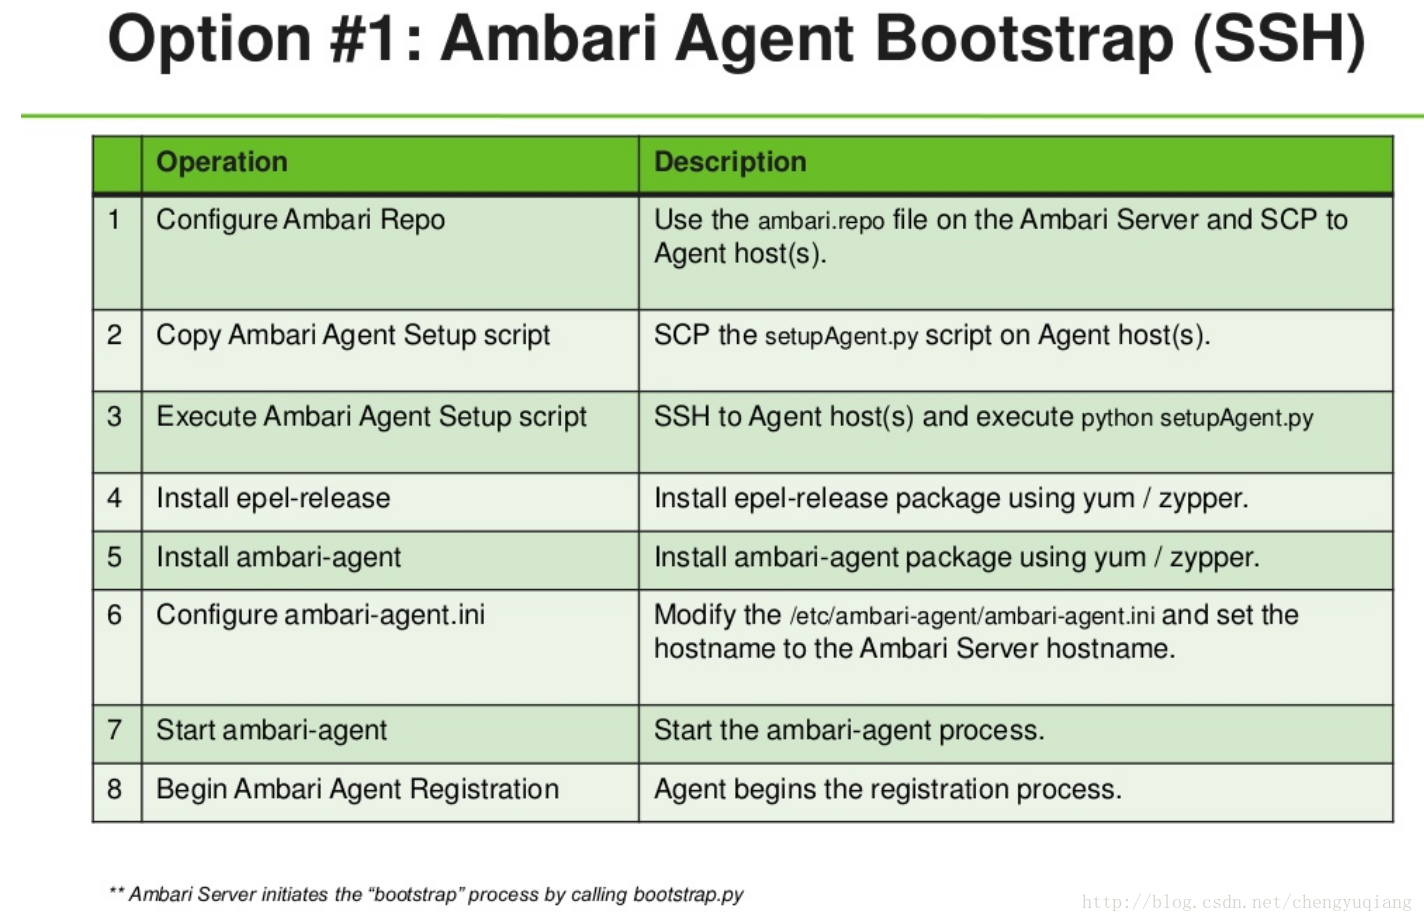 Option #1: Ambari Agent Bootstrap (SSH)
Operation Description
1 Configure Ambari Repo Use the ambari.repo file on the Ambari Server and SCP to
Agent host(s).
2 Copy Ambari Agent Setup script SCP the setupAgent.py script on Agent host(s).
3 Execute Ambari Agent Setup script SSH to Agent host(s) and execute python setupAgent.py
4 Install epel-release Install epel-release package using yum / zypper.
5 Install ambari-agent Install ambari-agent package using yum / zypper.
6 Configure ambari-agent.ini Modify the /etc/ambari-agent/ambari-agent.ini and set the
hostname to the Ambari Server hostname.
7 Start ambari-agent Start the ambari-agent process.
8 Begin Ambari Agent Registration Agent begins the registration process.
** Ambari Server initiates the “bootstrap” process by calling bootstrap.py
http://blog.csdn.net/chengyuqiang